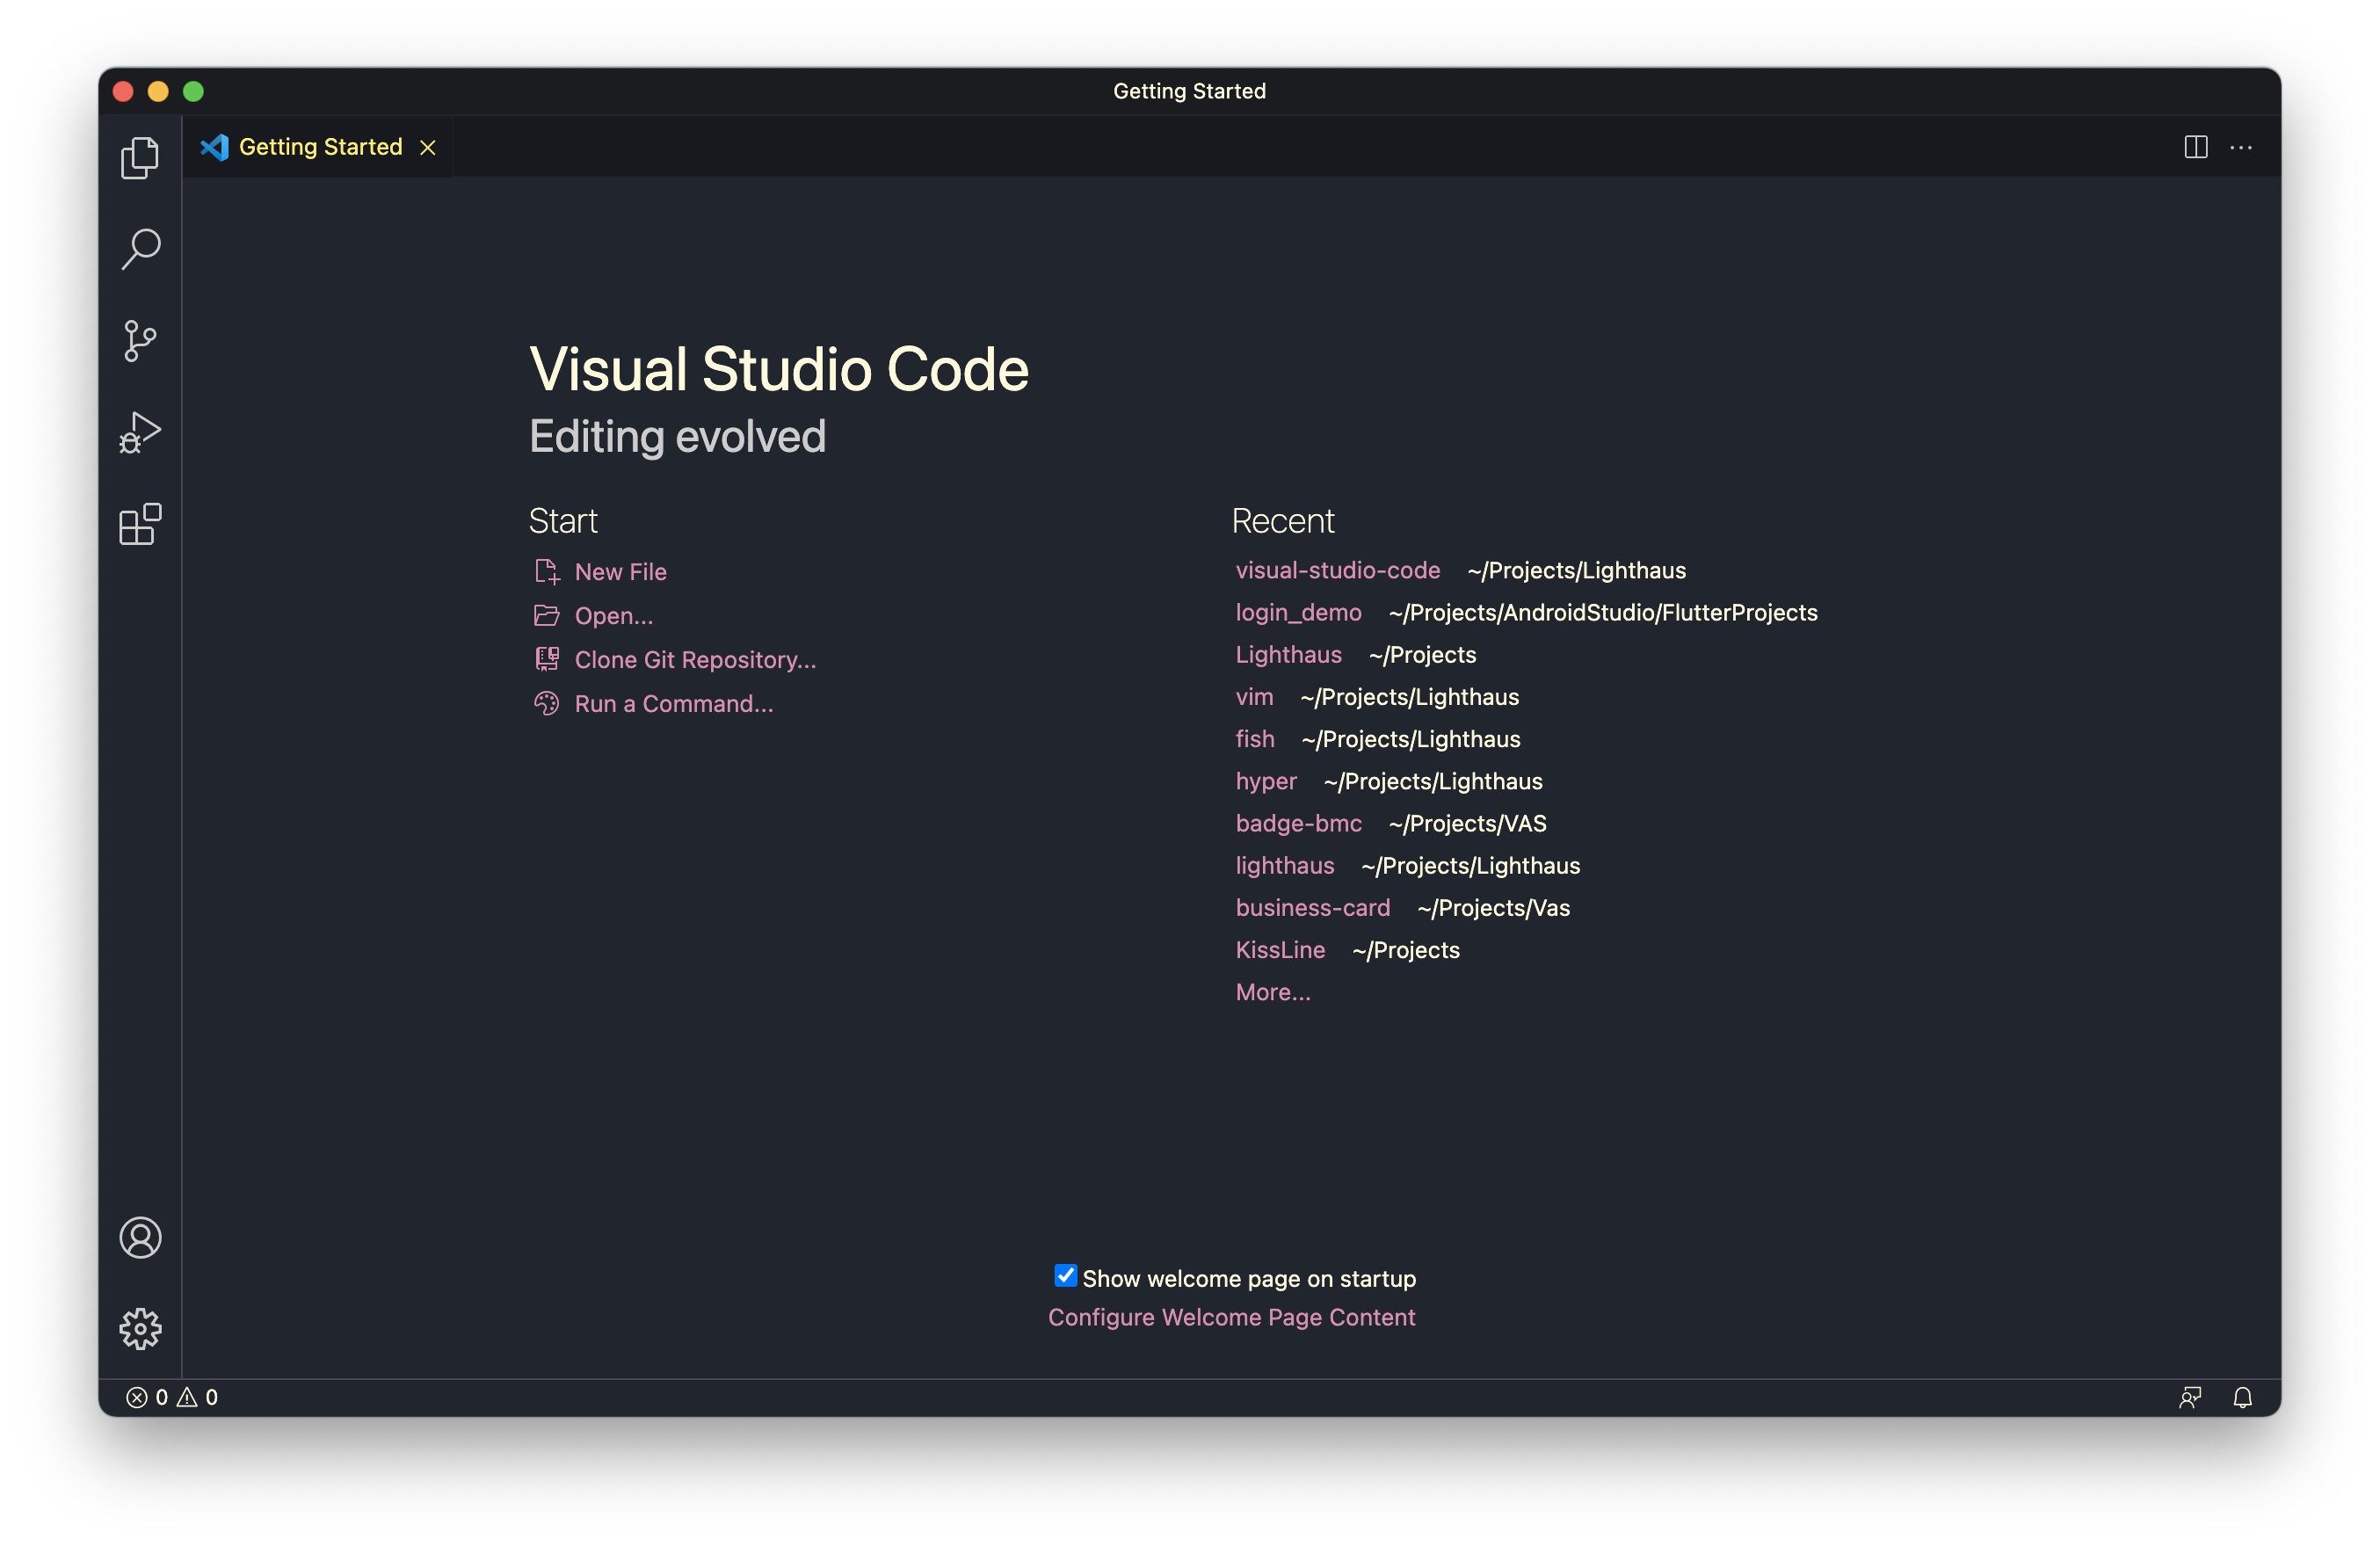 Getting Started
Getting Started
Visual Studio Code
Editing evolved
Start
New File
Open...
Clone Git Repository...
Run a Command...
Recent
visual-studio-code ~/Projects/Lighthaus
login_demo ~/Projects/AndroidStudio/FlutterProjects
Lighthaus ~/Projects
vim ~/Projects/Lighthaus
fish ~/Projects/Lighthaus
hyper ~/Projects/Lighthaus
badge-bmc ~/Projects/VAS
lighthaus ~/Projects/Lighthaus
business-card ~/Projects/Vas
KissLine ~/Projects
More...
Show welcome page on startup
Configure Welcome Page Content
0 0